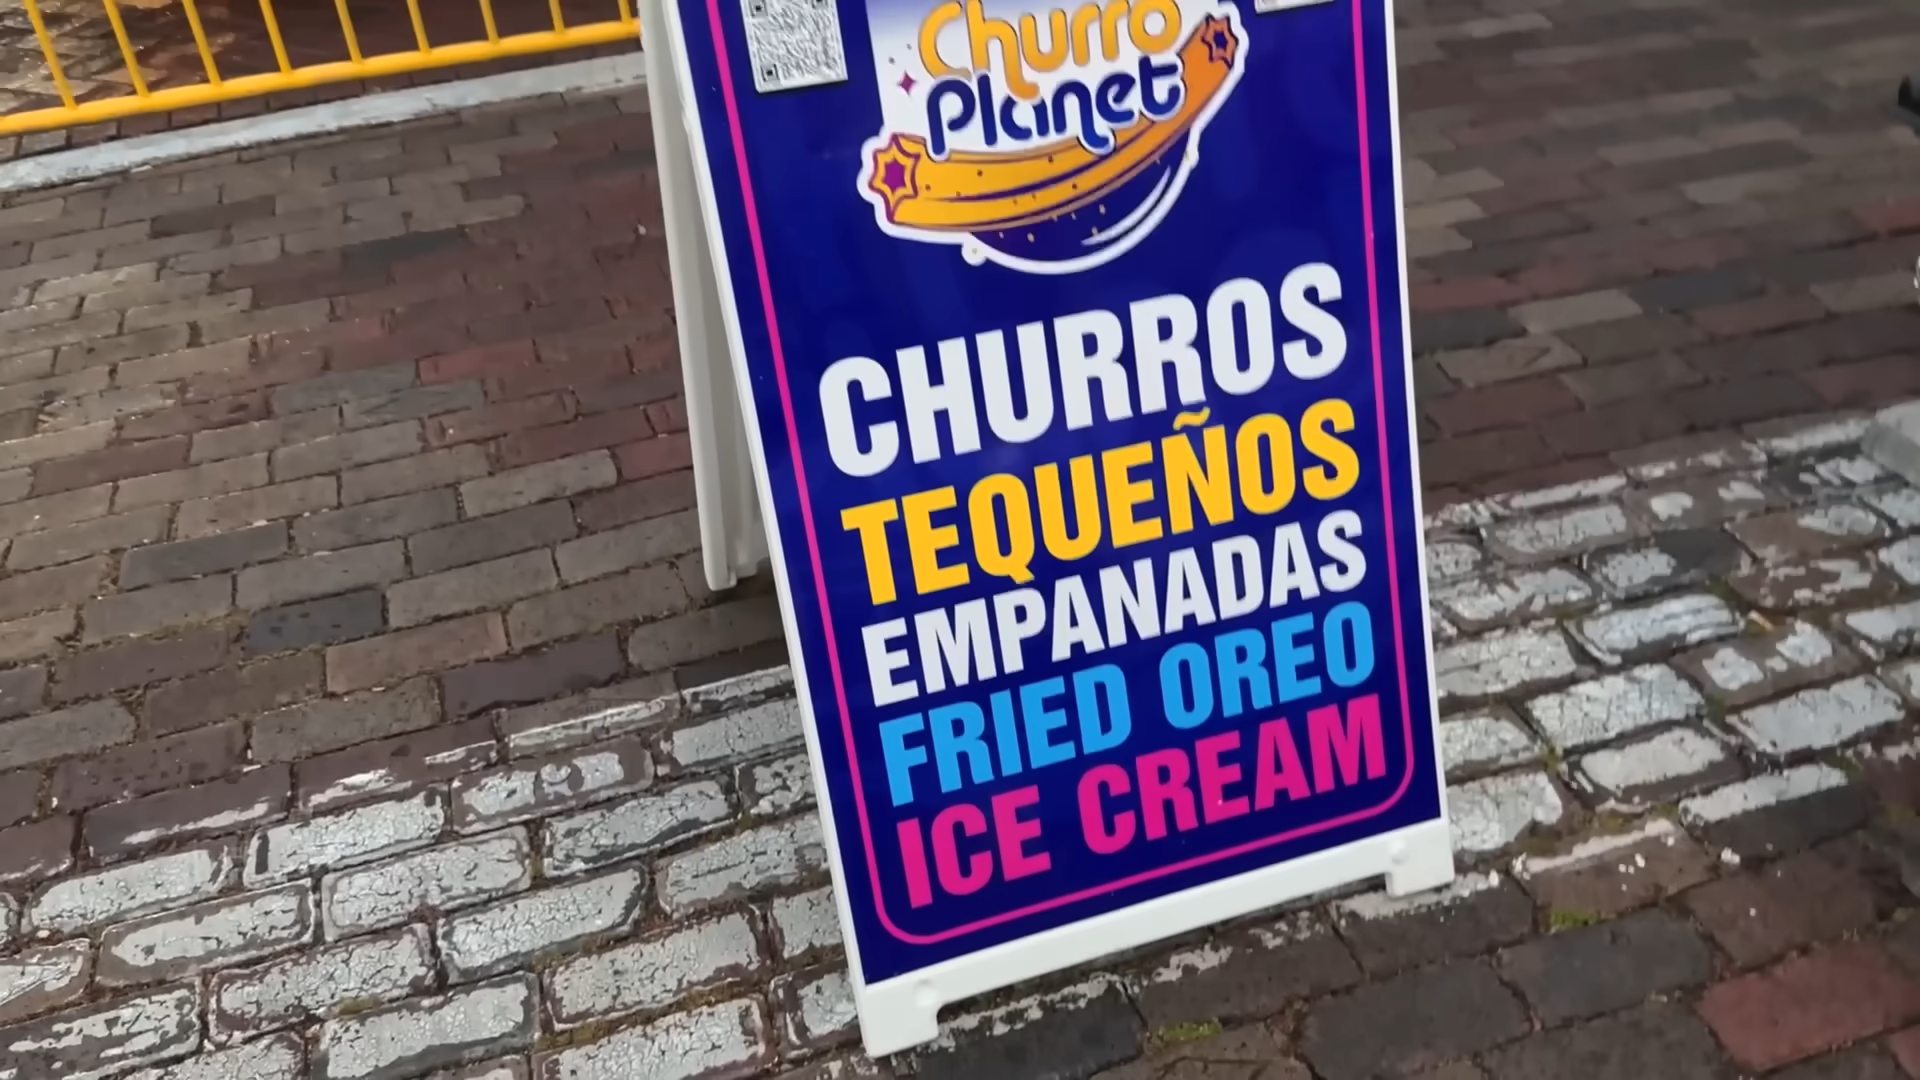 Churro
Planet
CHURROS
TEQUEÑOS
EMPANADAS
FRIED OREO
ICE CREAM